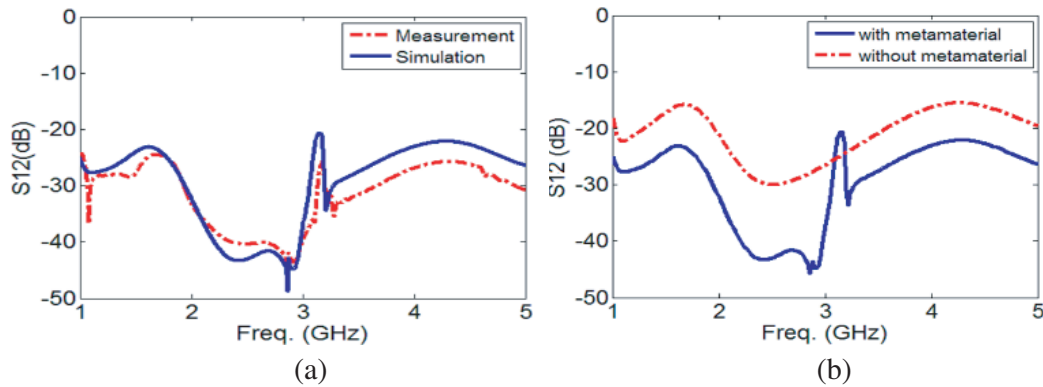 0
-10
-20
-30
-40
-50
S12(dB)
Measurement
Simulation
1
2
3
4
5
Freq. (GHz)
(a)
0
-10
-20
-30
-40
-50
S12 (dB)
with metamaterial
without metamaterial
1
2
3
4
5
Freq. (GHz)
(b)